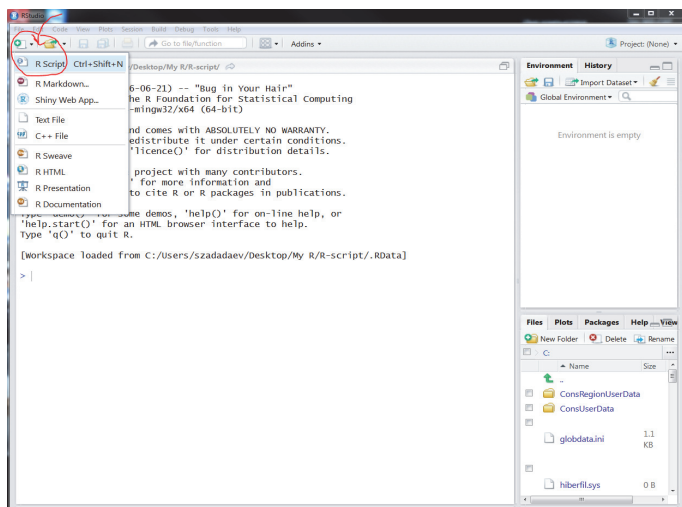 RStudio
File Edit Code View Plots Session Build Debug Tools Help
Go to file/function
Addins
Project: (None)
R Script Ctrl+Shift+N
R Markdown...
Shiny Web App...
Text File
C++ File
R Sweave
R HTML
R Presentation
R Documentation
/Desktop/My R/R-script/
6-06-21) -- "Bug in Your Hair"
he R Foundation for Statistical Computing
-mingw32/x64 (64-bit)
nd comes with ABSOLUTELY NO WARRANTY.
edistribute it under certain conditions.
'licence()' for distribution details.
project with many contributors.
' for more information and
to cite R or R packages in publications.
Type 'demo()' for some demos, 'help()' for on-line help, or
'help.start()' for an HTML browser interface to help.
Type 'q()' to quit R.
[Workspace loaded from C:/Users/szadadaev/Desktop/My R/R-script/.RData]
>
Environment History
Import Dataset
Global Environment
Environment is empty
Files Plots Packages Help View
New Folder Delete Rename
C:
Name Size
..
ConsRegionUserData
ConsUserData
globdata.ini 1.1 KB
hiberfil.sys 0 B